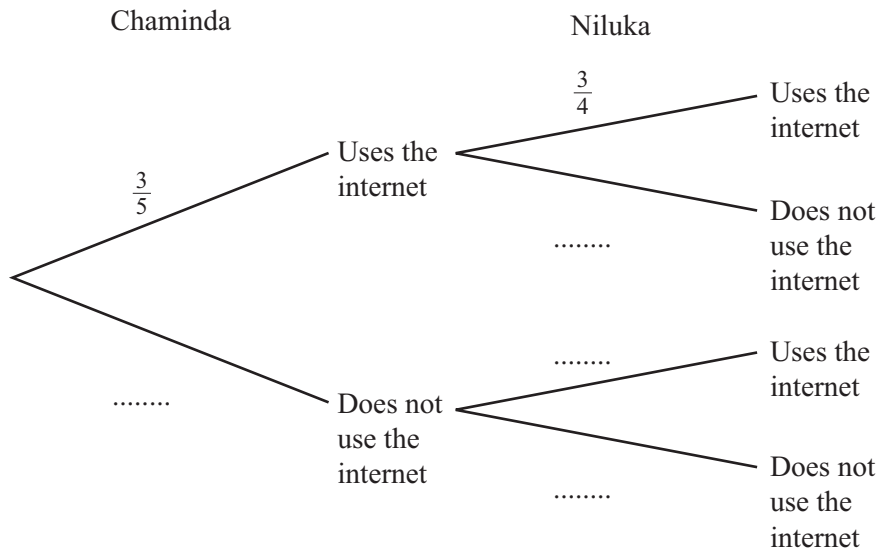 Chaminda
Niluka
3/4
Uses the
internet
3/5
Uses the
internet
Does not
use the
internet
........
........
Uses the
internet
........
Does not
use the
internet
........
Does not
use the
internet